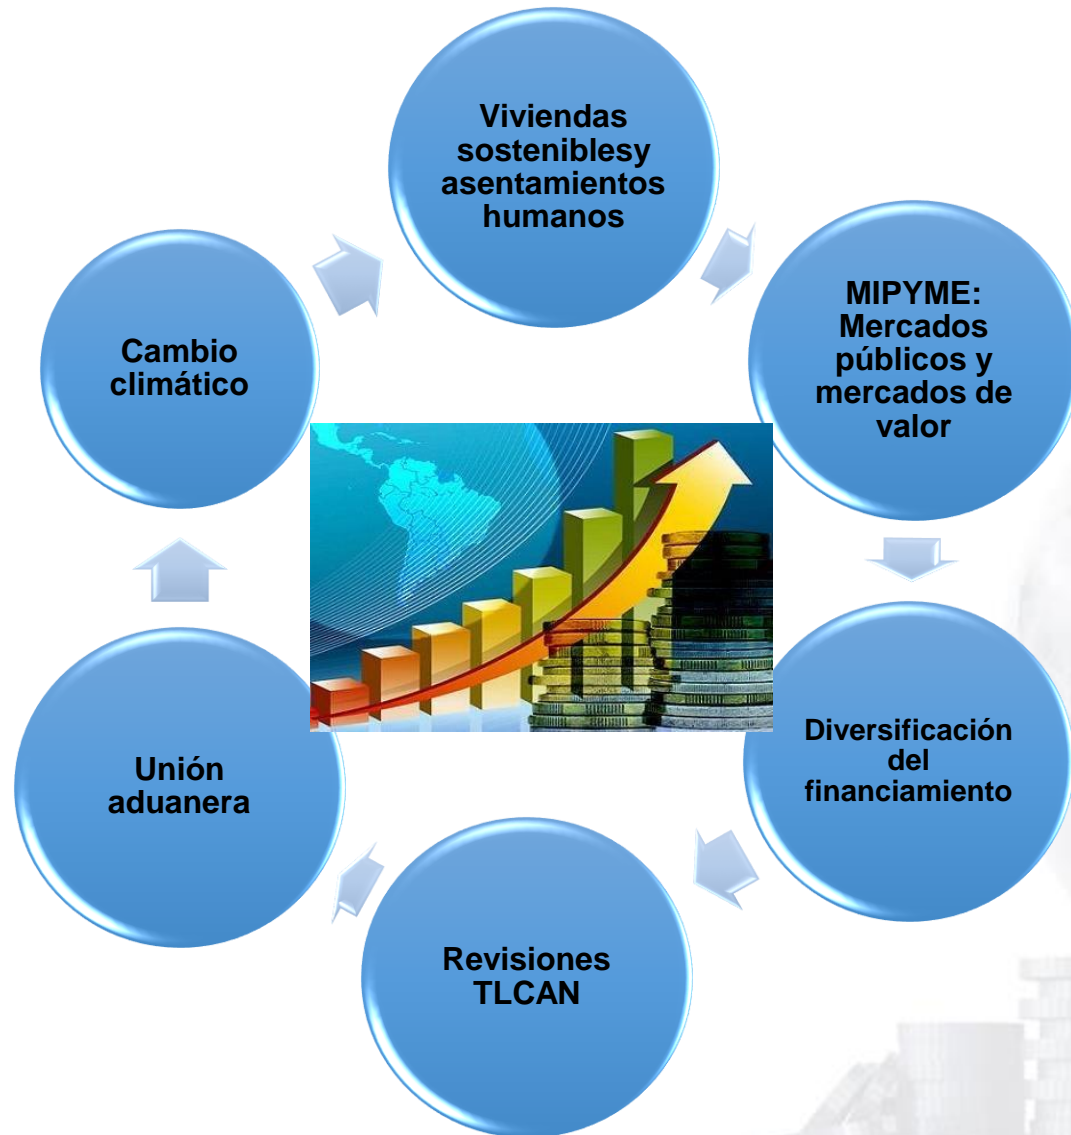 Viviendas
sosteniblesy
asentamientos
humanos
MIPYME:
Mercados
públicos y
mercados de
valor
Diversificación
del
financiamiento
Revisiones
TLCAN
Unión
aduanera
Cambio
climático